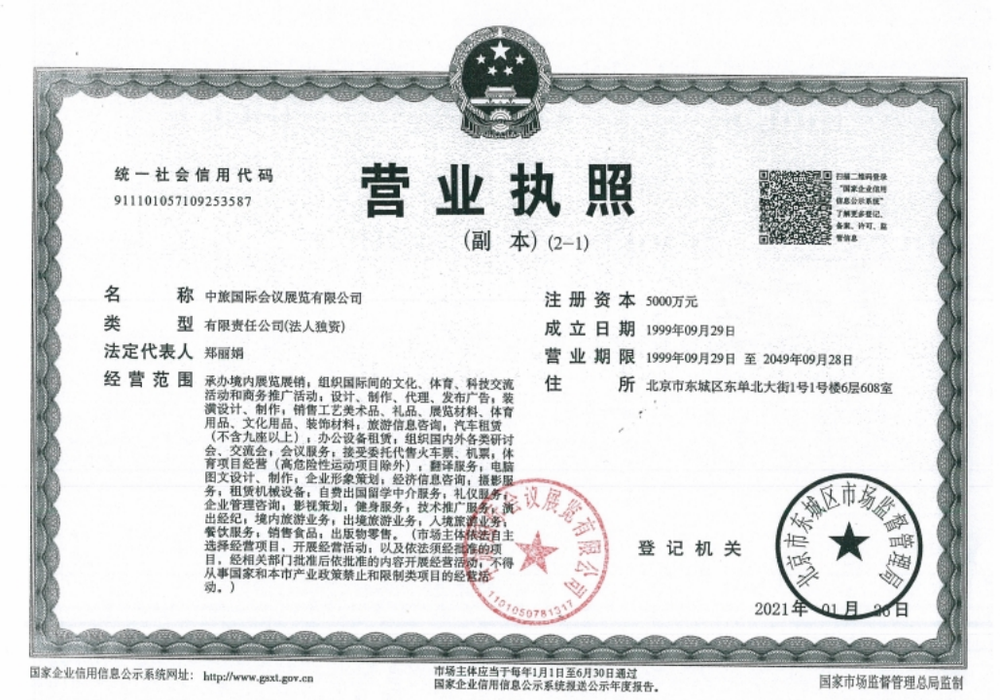 统一社会信用代码
911101057109253587
营业执照
(副 本) (2-1)
扫描二维码登录
“国家企业信用
信息公示系统”
了解更多登记、
备案、许可、监
管信息
名 称 中旅国际会议展览有限公司
类 型 有限责任公司(法人独资)
法定代表人 郑丽娟
经营范围 承办境内展览展销;组织国际间的文化、体育、科技交流
活动和商务推广活动;设计、制作、代理、发布广告;装
潢设计、制作;销售工艺美术品、礼品、展览材料、体育
用品、文化用品、装饰材料;旅游信息咨询;汽车租赁
(不含九座以上);办公设备租赁;组织国内外各类研讨
会、交流会;会议服务;接受委托代售火车票、机票;体
育项目经营(高危险性运动项目除外);翻译服务;电脑
图文设计、制作;企业形象策划;经济信息咨询;摄影服
务;租赁机械设备;自费出国留学中介服务;礼仪服务;
企业管理咨询;影视策划;健身服务;技术推广服务;演
出经纪;境内旅游业务;出境旅游业务;入境旅游业务;
餐饮服务;销售食品;出版物零售。(市场主体依法自主
选择经营项目,开展经营活动;以及依法须经批准的项
目,经相关部门批准后依批准的内容开展经营活动;不得
从事国家和本市产业政策禁止和限制类项目的经营活
动。)
注册资本 5000万元
成立日期 1999年09月29日
营业期限 1999年09月29日 至 2049年09月28日
住 所 北京市东城区东单北大街1号1号楼6层608室
会议展览有限公司
1101050781317
登记机关
北京市东城区市场监督管理局
2021年 01月 26日
国家企业信用信息公示系统网址: http://www.gsxt.gov.cn
市场主体应当于每年1月1日至6月30日通过
国家企业信用信息公示系统报送公示年度报告。
国家市场监督管理总局监制